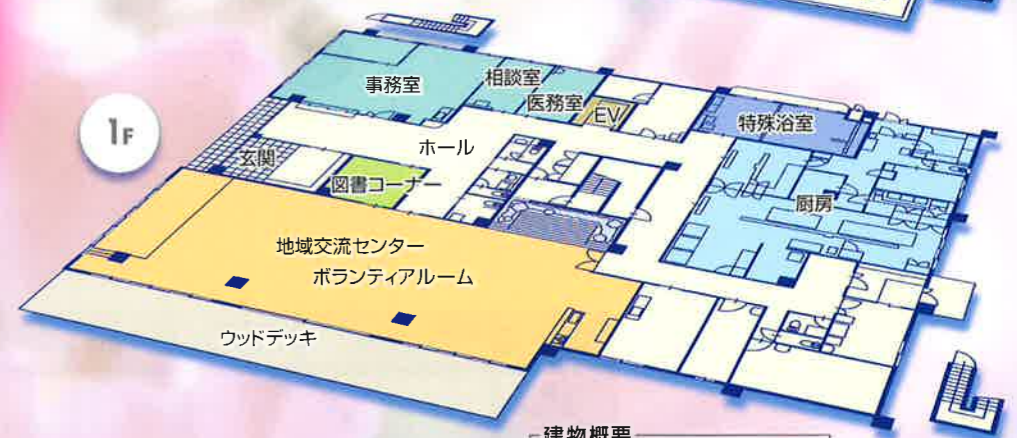 1F
事務室
相談室
医務室
EV
特殊浴室
玄関
ホール
図書コーナー
厨房
地域交流センター
ボランティアルーム
ウッドデッキ
建物概要